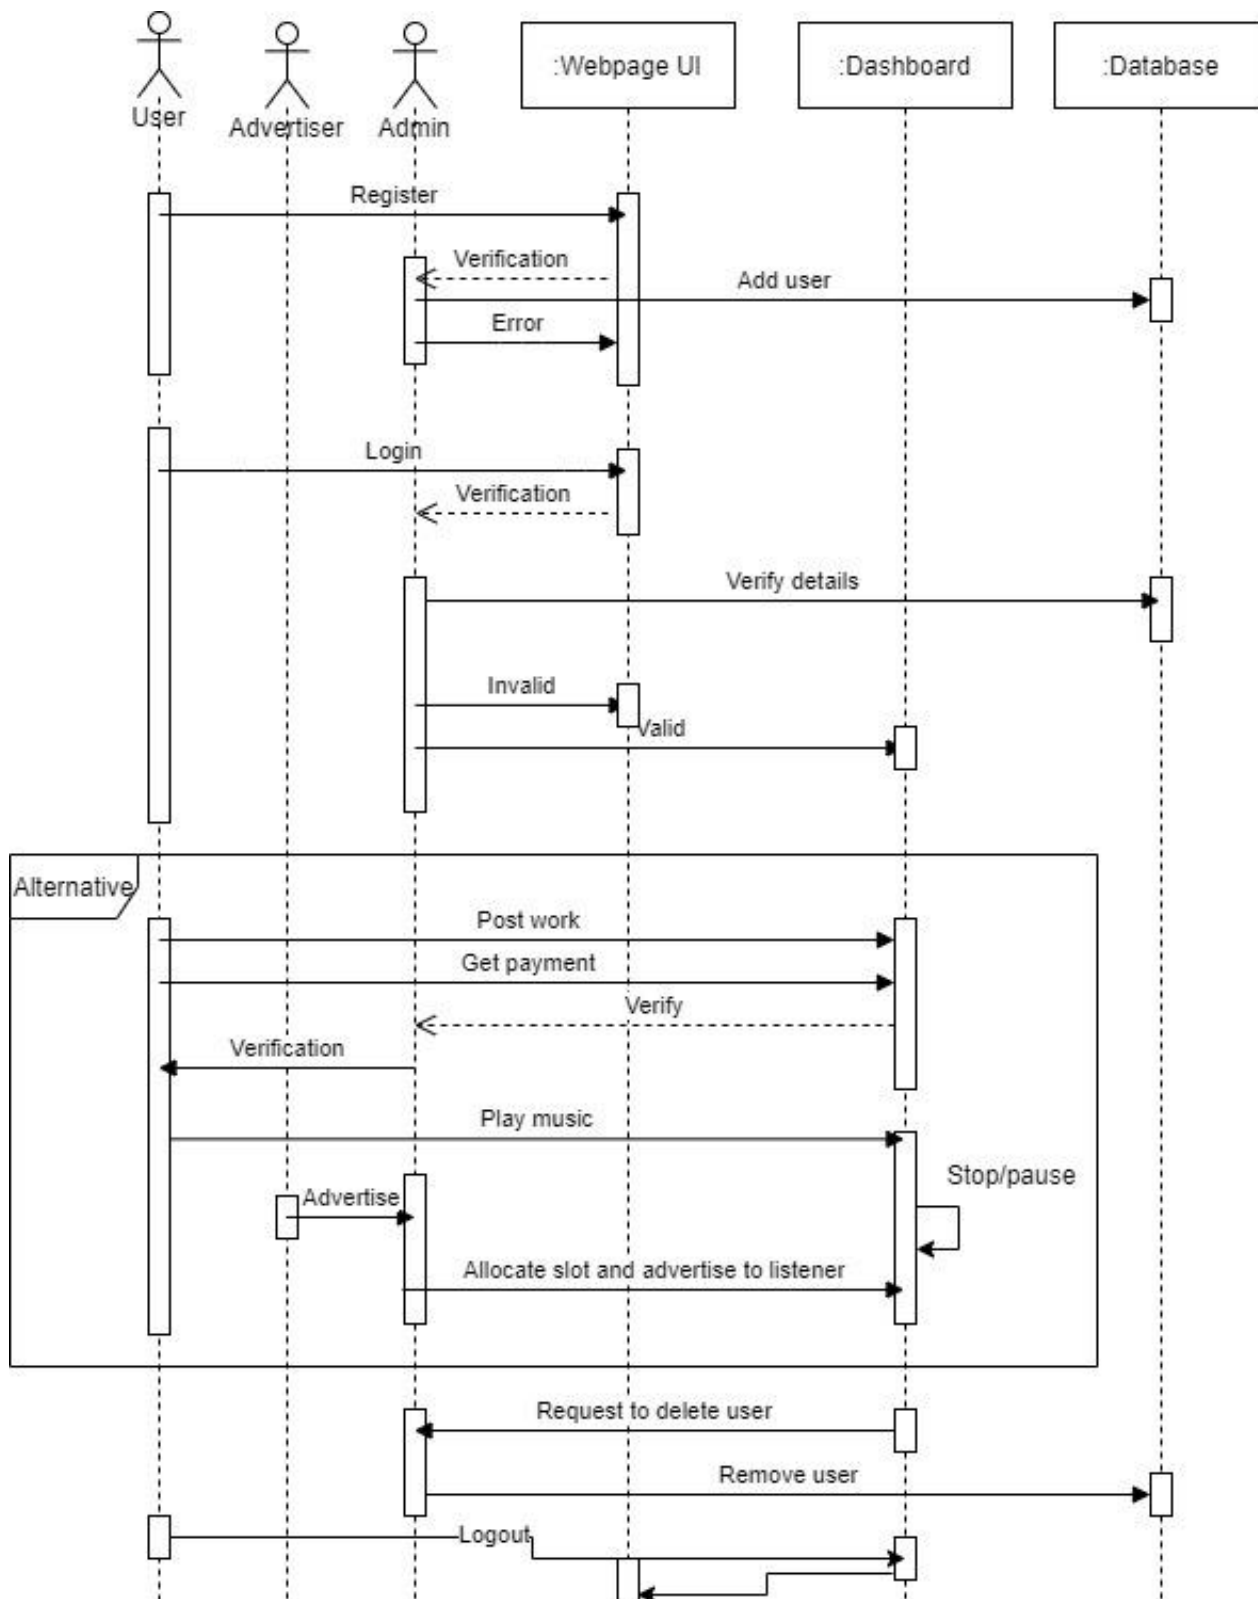 User
Advertiser
Admin
:Webpage UI
:Dashboard
:Database
Register
Verification
Add user
Error
Login
Verification
Verify details
Invalid
Valid
Alternative
Post work
Get payment
Verify
Verification
Play music
Stop/pause
Advertise
Allocate slot and advertise to listener
Request to delete user
Remove user
Logout